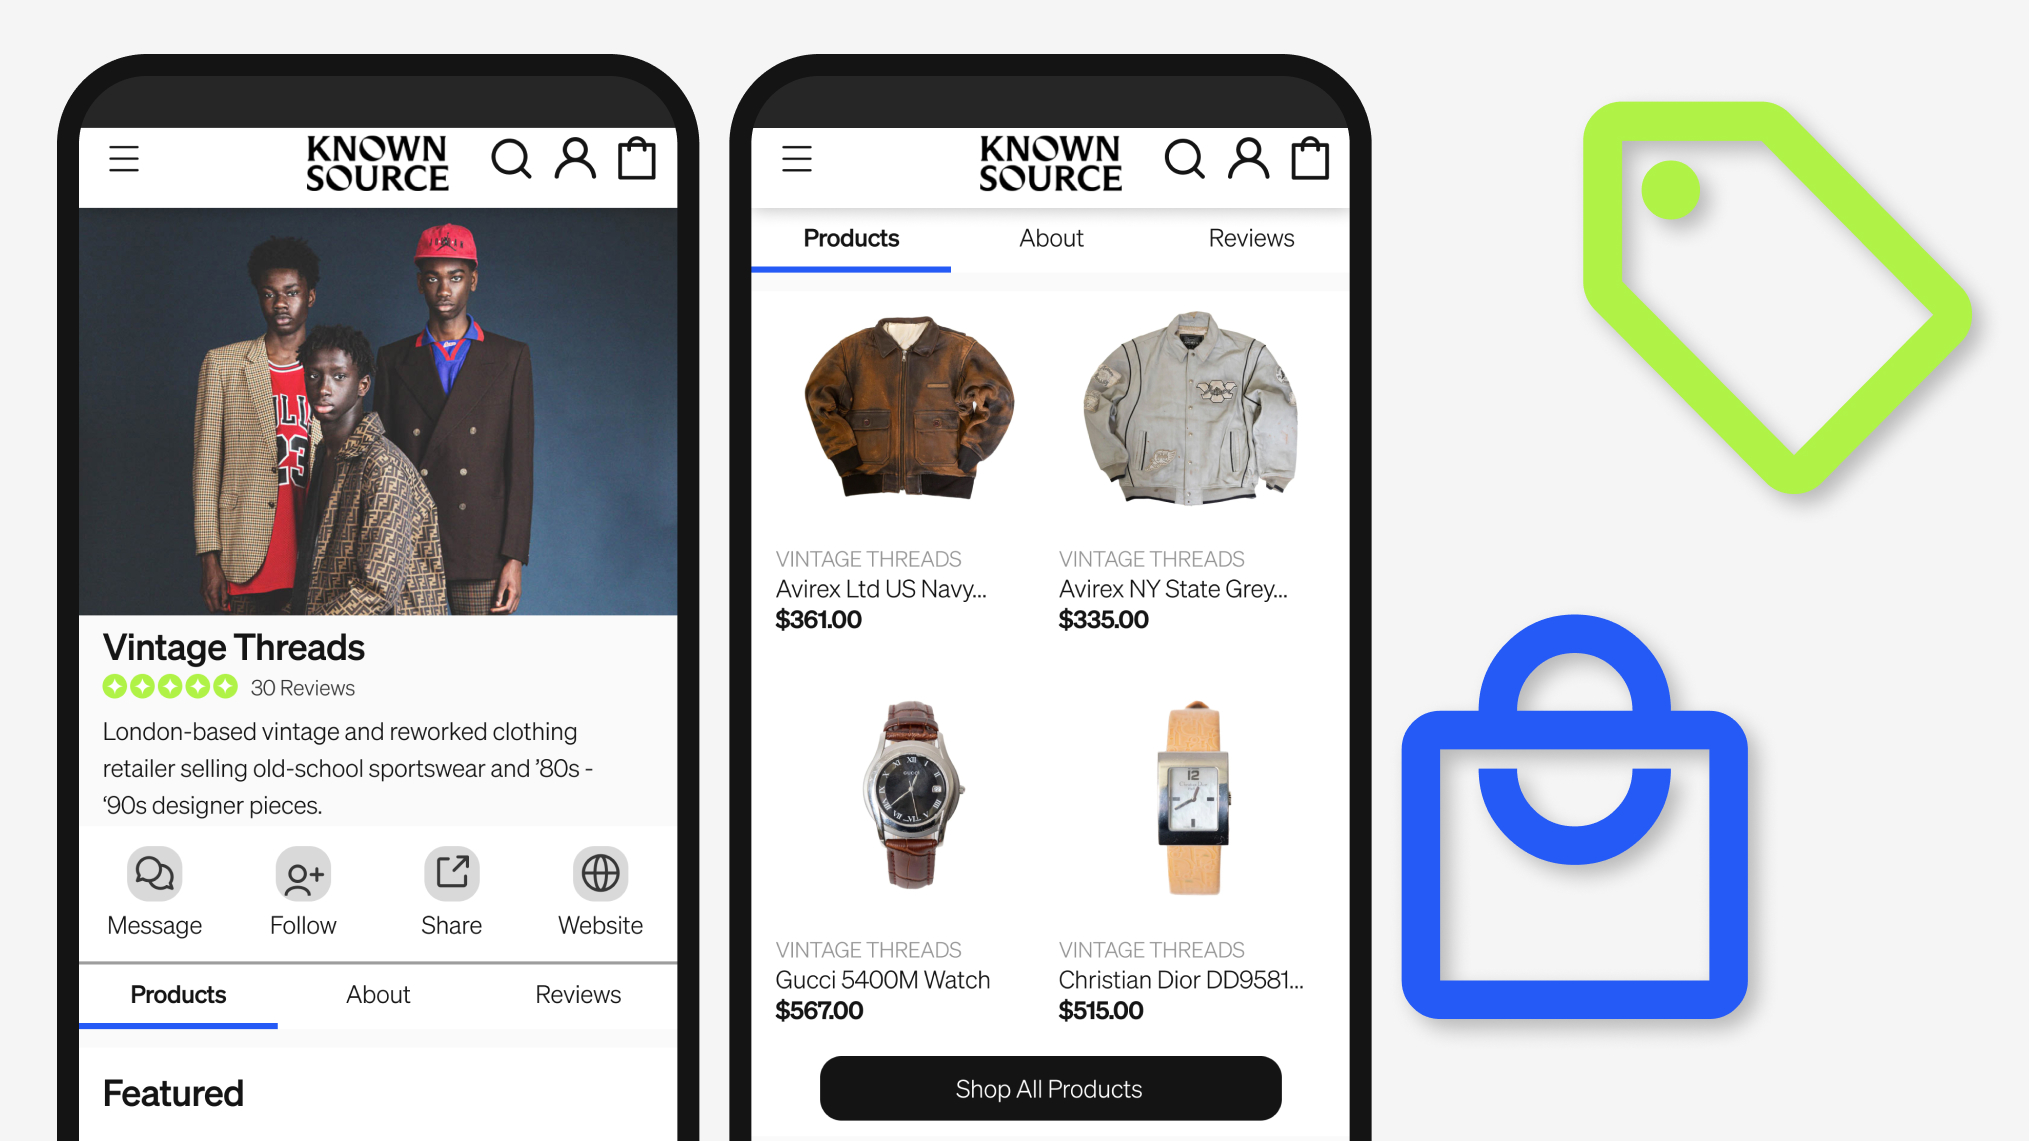 KNOWN
SOURCE
Vintage Threads
30 Reviews
London-based vintage and reworked clothing
retailer selling old-school sportswear and ’80s -
‘90s designer pieces.
Message
Follow
Share
Website
Products
About
Reviews
Featured
KNOWN
SOURCE
Products
About
Reviews
VINTAGE THREADS
Avirex Ltd US Navy...
$361.00
VINTAGE THREADS
Avirex NY State Grey...
$335.00
VINTAGE THREADS
Gucci 5400M Watch
$567.00
VINTAGE THREADS
Christian Dior DD9581...
$515.00
Shop All Products